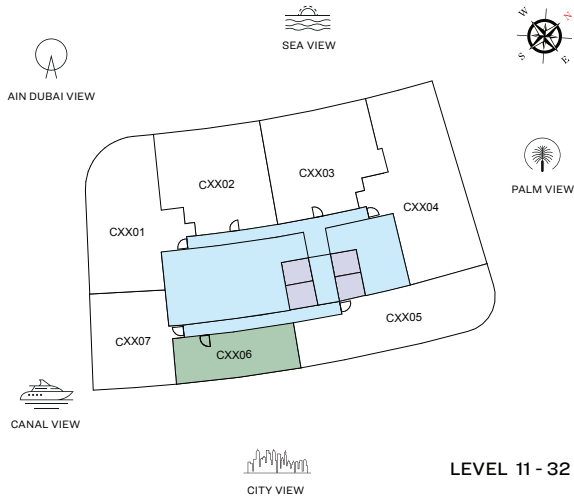 SEA VIEW
W
N
S
E
AIN DUBAI VIEW
PALM VIEW
CXX02
CXX03
CXX01
CXX04
CXX05
CXX07
CXX06
CANAL VIEW
CITY VIEW
LEVEL 11 - 32